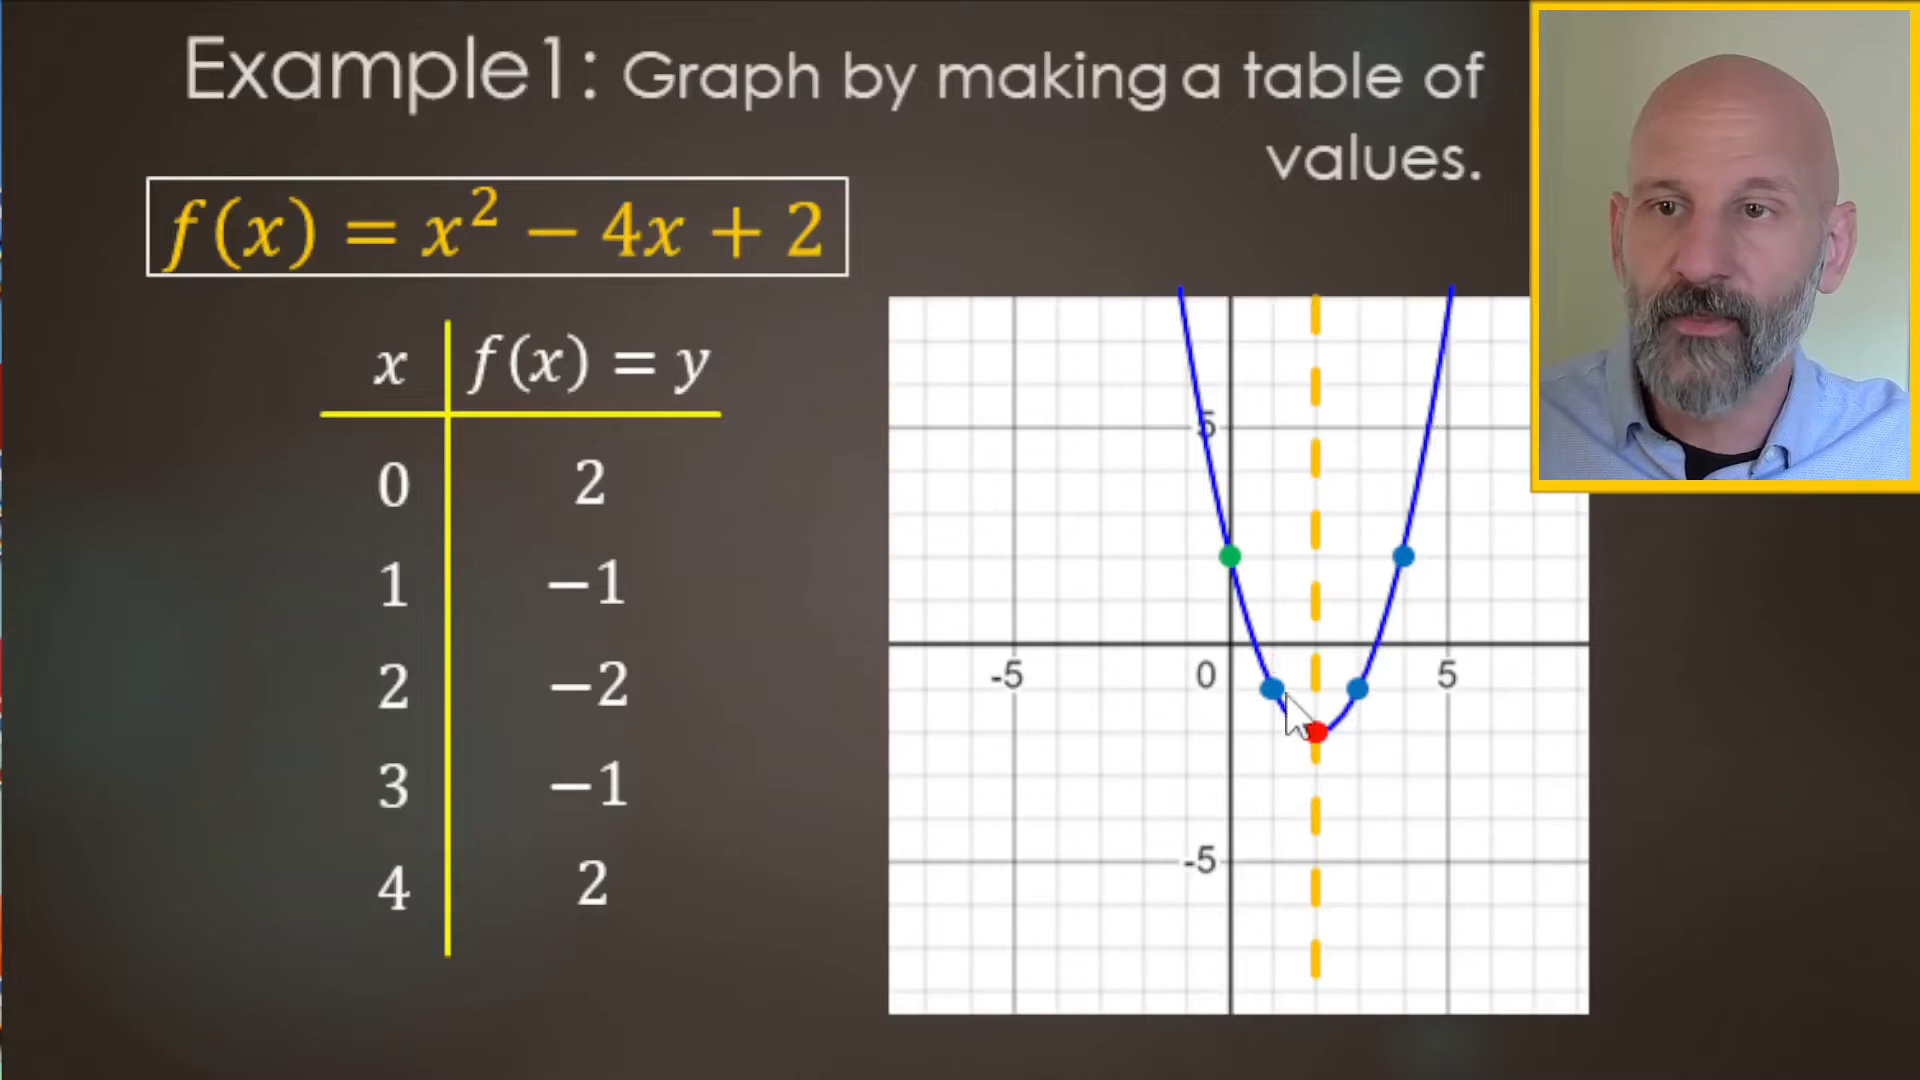 Example1: Graph by making a table of
values.
f(x) = x² − 4x + 2
x f(x) = y
0 2
1 −1
2 −2
3 −1
4 2
5
-5 0 5
-5